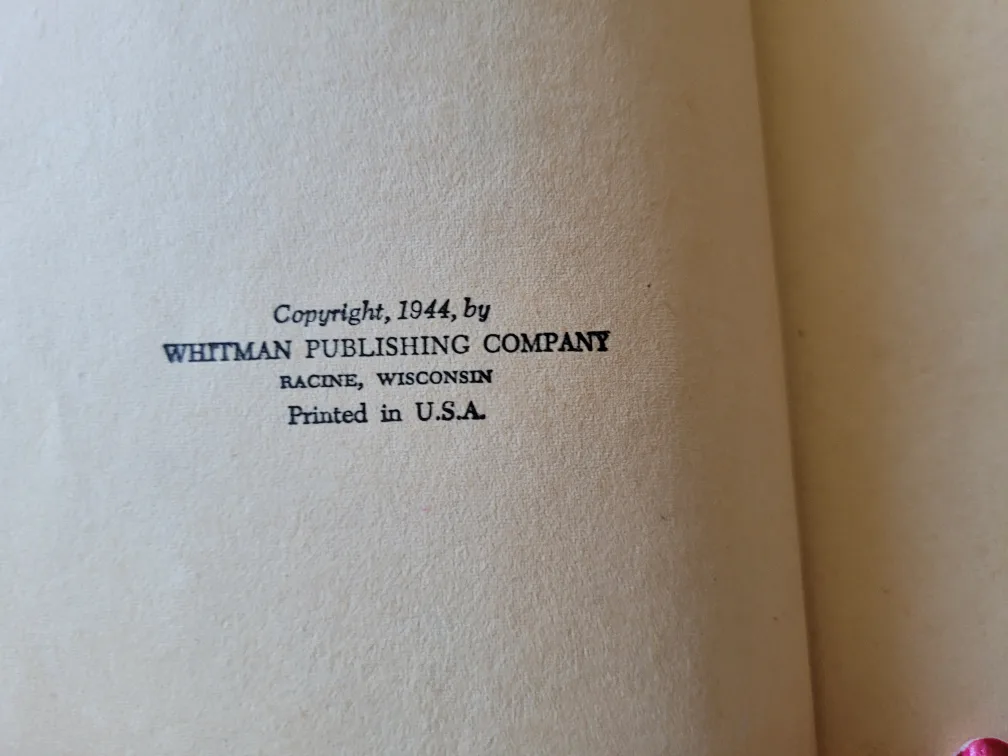 Copyright, 1944, by
WHITMAN PUBLISHING COMPANY
RACINE, WISCONSIN
Printed in U.S.A.